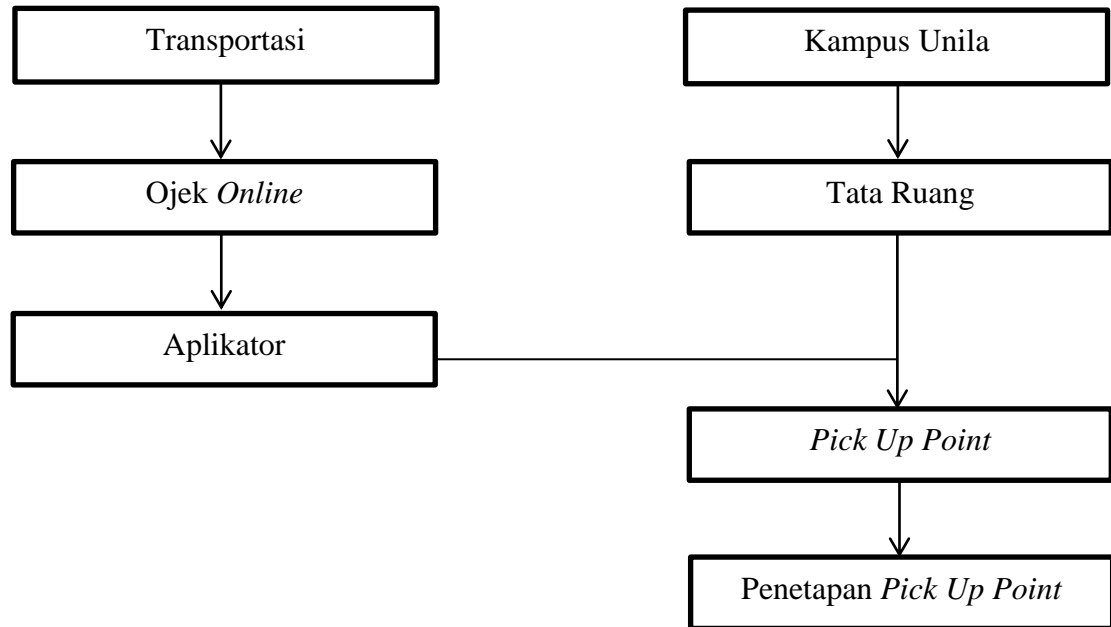 Transportasi
Kampus Unila
Ojek Online
Tata Ruang
Aplikator
Pick Up Point
Penetapan Pick Up Point